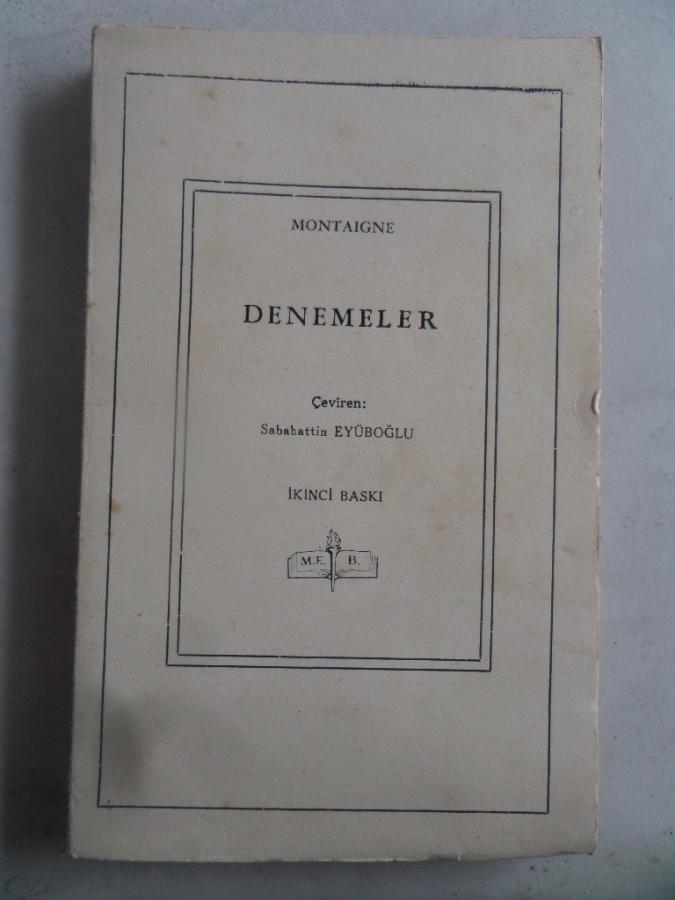 MONTAIGNE
DENEMELER
Çeviren:
Sabahattin EYÜBOĞLU
İKİNCİ BASKI
M.E. B.